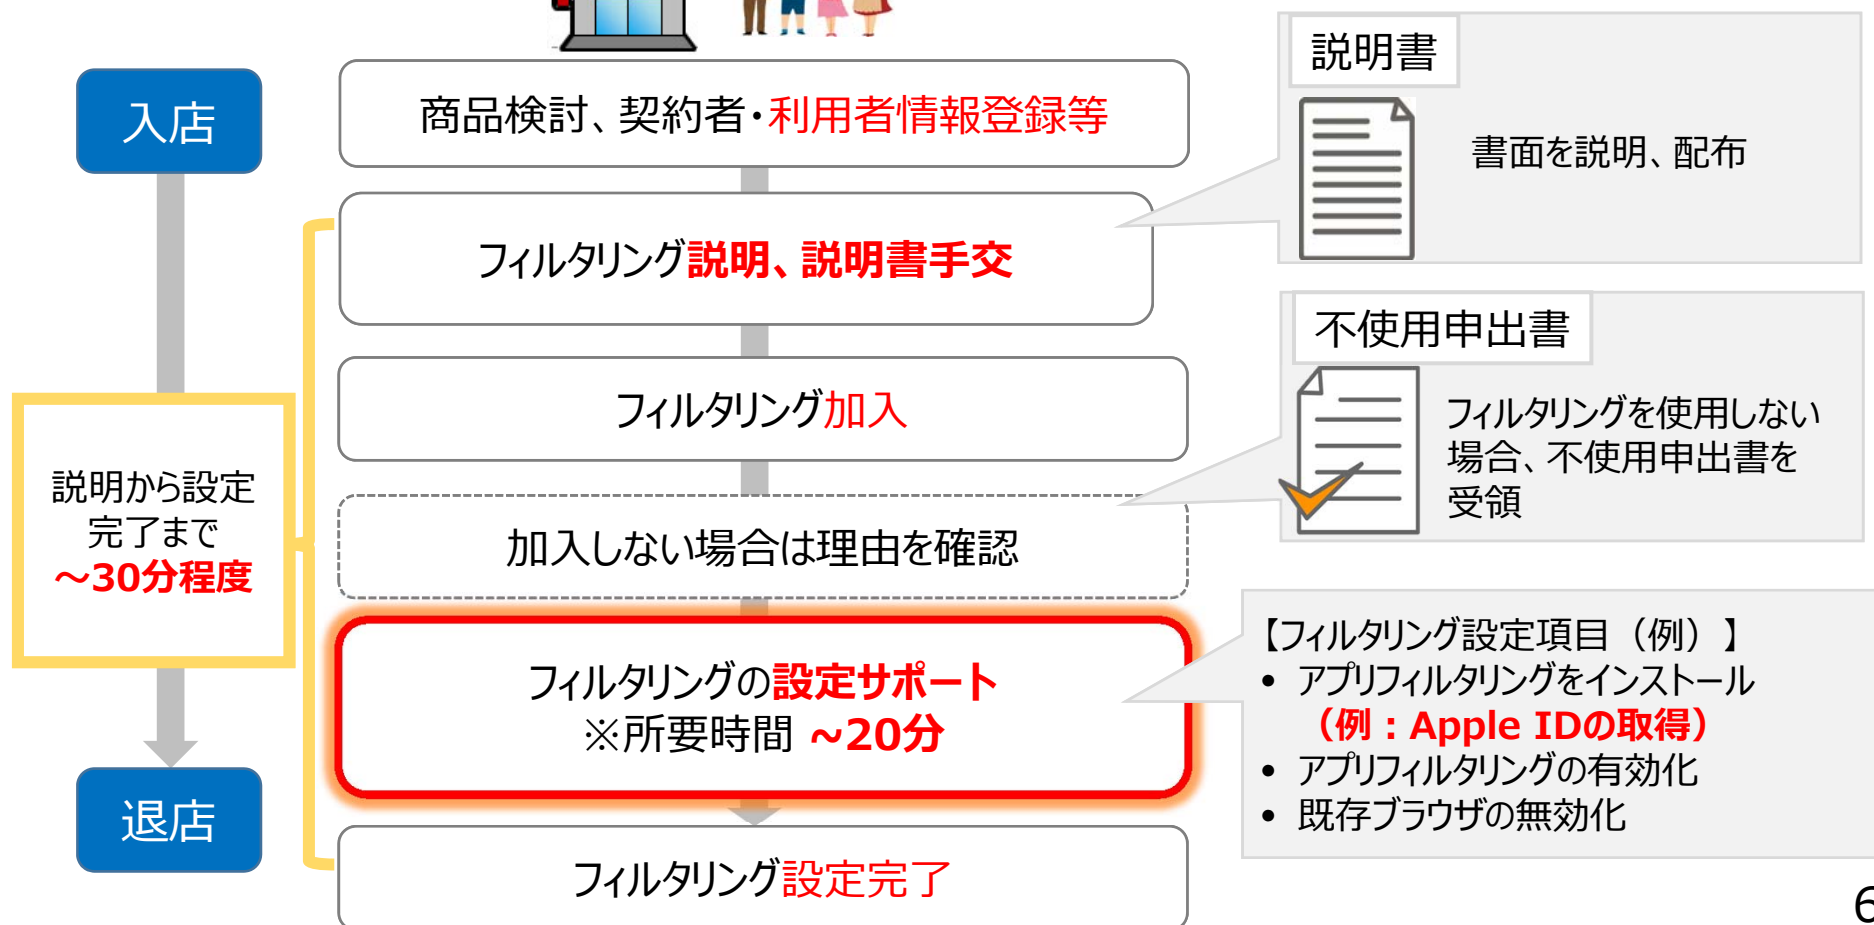 入店
商品検討、契約者・利用者情報登録等
フィルタリング説明、説明書手交
フィルタリング加入
加入しない場合は理由を確認
フィルタリングの設定サポート
※所要時間 ~20分
フィルタリング設定完了
説明から設定
完了まで
～30分程度
退店
説明書
書面を説明、配布
不使用申出書
フィルタリングを使用しない
場合、不使用申出書を
受領
【フィルタリング設定項目（例）】
• アプリフィルタリングをインストール
（例：Apple IDの取得）
• アプリフィルタリングの有効化
• 既存ブラウザの無効化
6